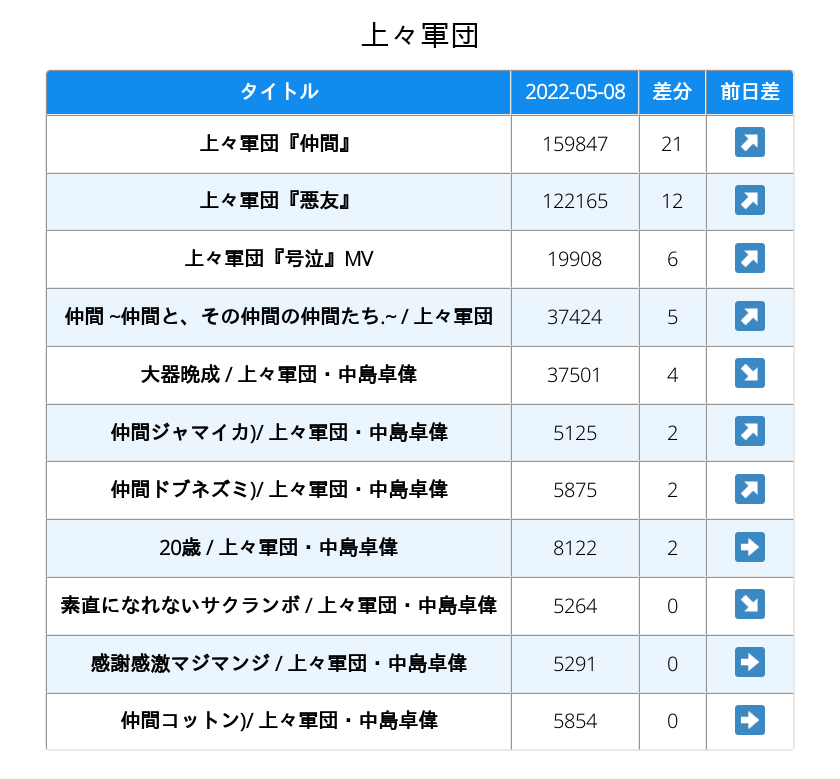 上々軍団
タイトル 2022-05-08 差分 前日差
上々軍団『仲間』 159847 21 ↗
上々軍団『悪友』 122165 12 ↗
上々軍団『号泣』MV 19908 6 ↗
仲間 ~仲間と、その仲間の仲間たち.~ / 上々軍団 37424 5 ↗
大器晩成 / 上々軍団・中島卓偉 37501 4 ↘
仲間ジャマイカ)/ 上々軍団・中島卓偉 5125 2 ↗
仲間ドブネズミ)/ 上々軍団・中島卓偉 5875 2 ↗
20歳 / 上々軍団・中島卓偉 8122 2 ➡
素直になれないサクランボ / 上々軍団・中島卓偉 5264 0 ↘
感謝感激マジマンジ / 上々軍団・中島卓偉 5291 0 ➡
仲間コットン)/ 上々軍団・中島卓偉 5854 0 ➡